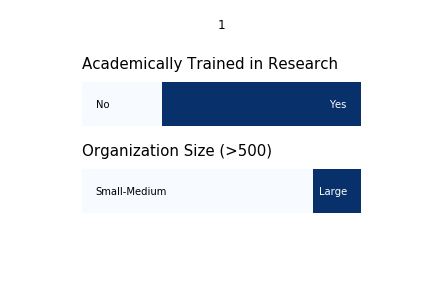 1
Academically Trained in Research
No Yes
Organization Size (>500)
Small-Medium Large